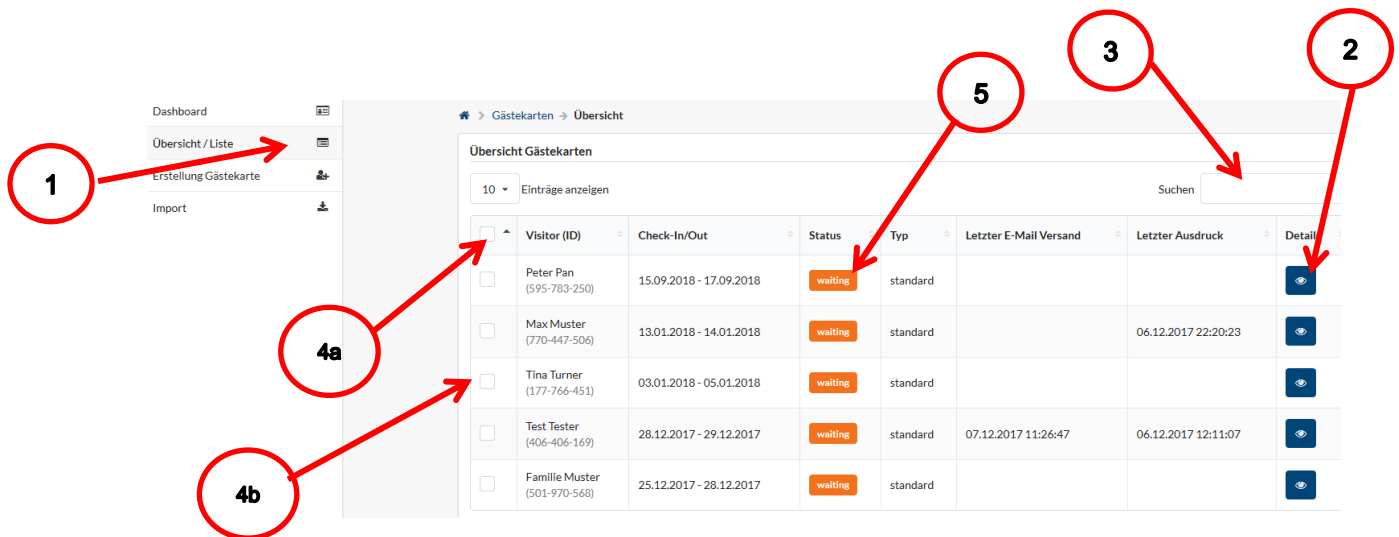 3
2
5
Dashboard
Übersicht / Liste
Erstellung Gästekarte
Import
1
Gästekarten Übersicht
Übersicht Gästekarten
10 Einträge anzeigen
Suchen
Visitor (ID) Check-In/Out Status Typ Letzter E-Mail Versand Letzter Ausdruck Detail
Peter Pan
(595-783-250)
15.09.2018 - 17.09.2018 waiting standard
Max Muster
(770-447-506)
13.01.2018 - 14.01.2018 waiting standard 06.12.2017 22:20:23
Tina Turner
(177-766-451)
03.01.2018 - 05.01.2018 waiting standard
Test Tester
(406-406-169)
28.12.2017 - 29.12.2017 waiting standard 07.12.2017 11:26:47 06.12.2017 12:11:07
Familie Muster
(501-970-568)
25.12.2017 - 28.12.2017 waiting standard
4a
4b